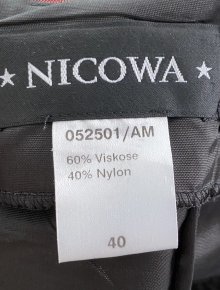 ★ NICOWA ★
052501/AM
60% Viskose
40% Nylon
40